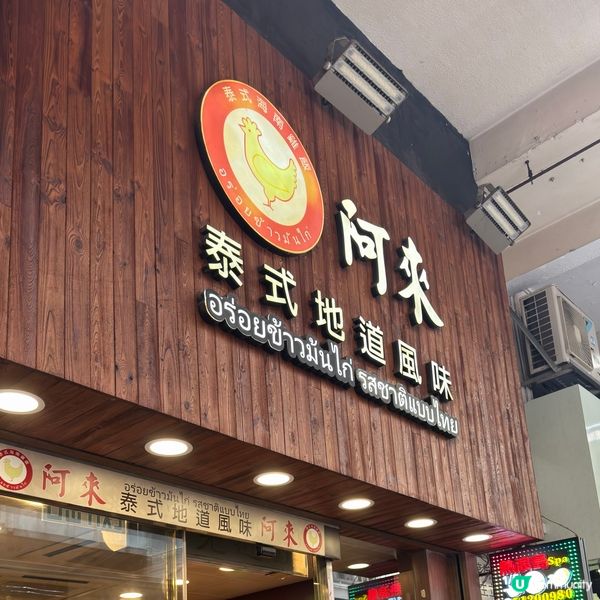 泰式海南雞飯
อร่อยข้าวมันไก่
阿來
泰式地道風味
อร่อยข้าวมันไก่ รสชาติแบบไทย
阿來
อร่อยข้าวมันไก่ รสชาติแบบไทย
泰式地道風味
阿來
Spa
U Community